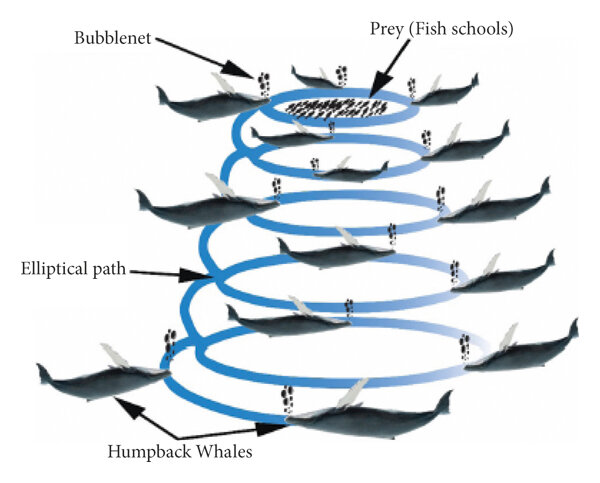 Bubblenet
Prey (Fish schools)
Elliptical path
Humpback Whales